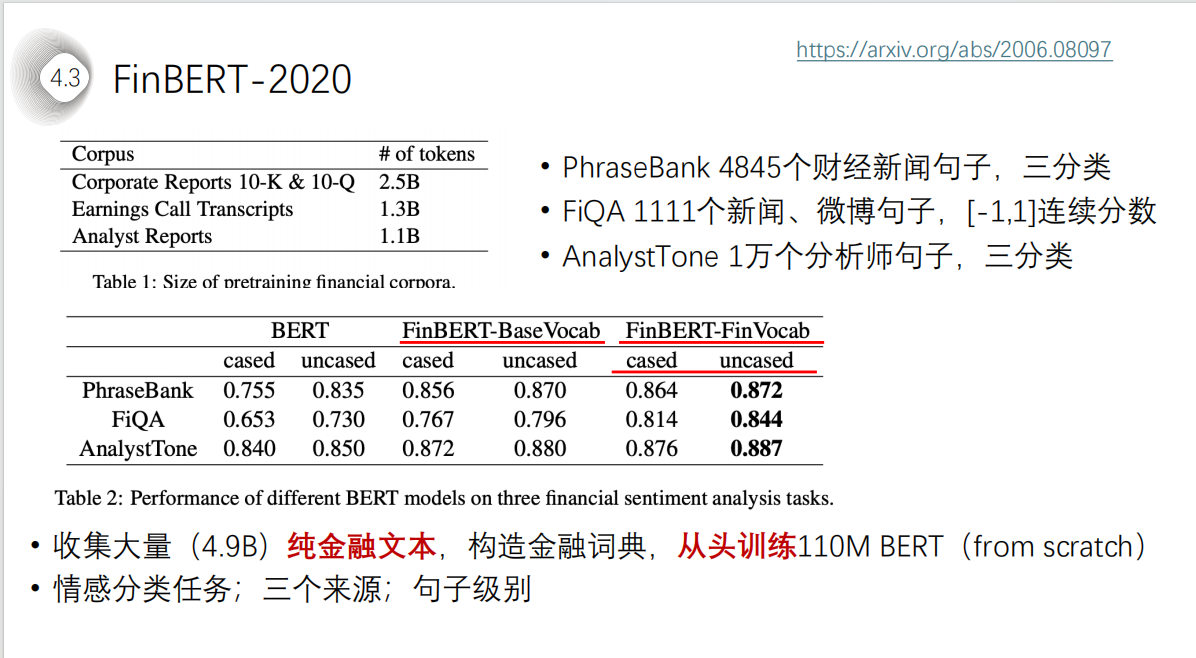 https://arxiv.org/abs/2006.08097
4.3 FinBERT-2020
Corpus # of tokens
Corporate Reports 10-K & 10-Q 2.5B
Earnings Call Transcripts 1.3B
Analyst Reports 1.1B
Table 1: Size of pretraining financial corpora.
• PhraseBank 4845个财经新闻句子，三分类
• FiQA 1111个新闻、微博句子，[-1,1]连续分数
• AnalystTone 1万个分析师句子，三分类
BERT FinBERT-BaseVocab FinBERT-FinVocab
cased uncased cased uncased cased uncased
PhraseBank 0.755 0.835 0.856 0.870 0.864 0.872
FiQA 0.653 0.730 0.767 0.796 0.814 0.844
AnalystTone 0.840 0.850 0.872 0.880 0.876 0.887
Table 2: Performance of different BERT models on three financial sentiment analysis tasks.
• 收集大量（4.9B）纯金融文本，构造金融词典，从头训练110M BERT（from scratch）
• 情感分类任务；三个来源；句子级别